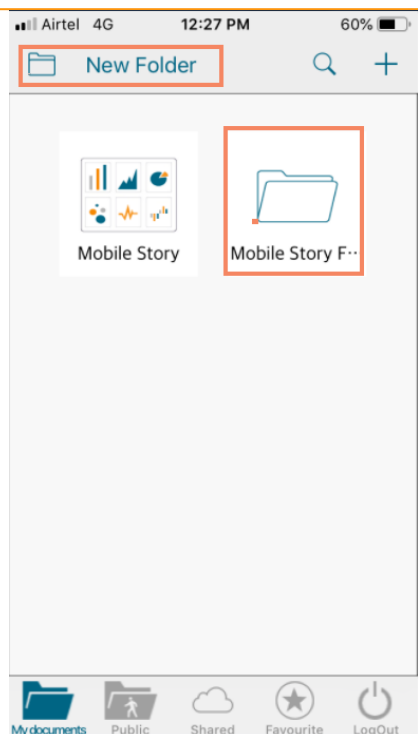 Airtel 4G 12:27 PM 60%
New Folder
Mobile Story Mobile Story F...
My documents Public Shared Favourite LogOut